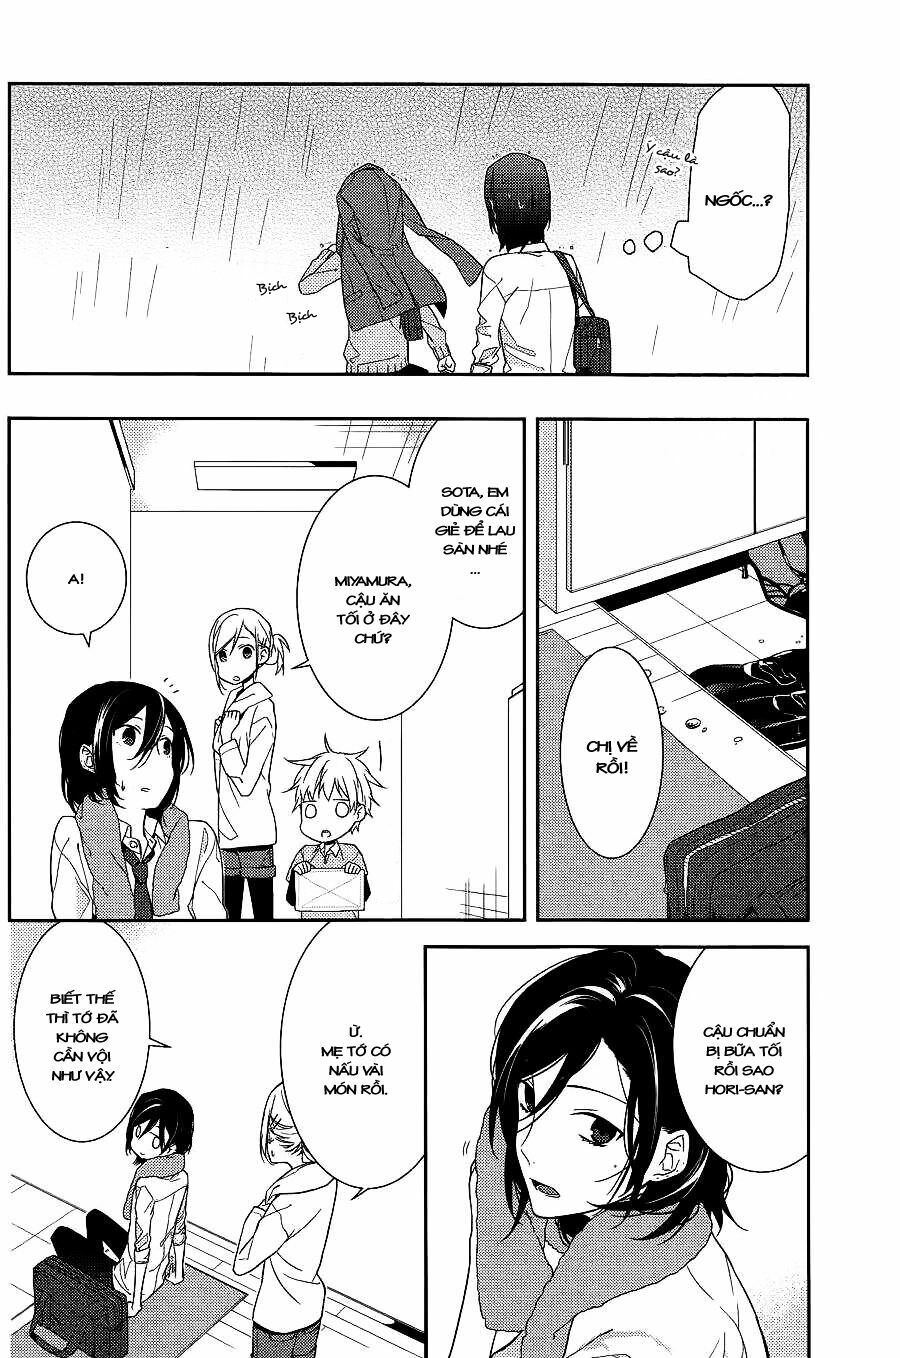 NGỐC...?
Ý cậu là
sao?
Bịch
Bịch
CHỊ VỀ
RỒI!
SOTA, EM
DÙNG CÁI
GIẺ ĐỂ LAU
SÀN NHÉ
...
MIYAMURA,
CẬU ĂN
TỐI Ở ĐÂY
CHỨ?
A!
CẬU CHUẨN
BỊ BỮA TỐI
RỒI SAO
HORI-SAN?
Ừ.
MẸ TỚ CÓ
NẤU VÀI
MÓN RỒI.
BIẾT THẾ
THÌ TỚ ĐÃ
KHÔNG
CẦN VỘI
NHƯ VẬY.